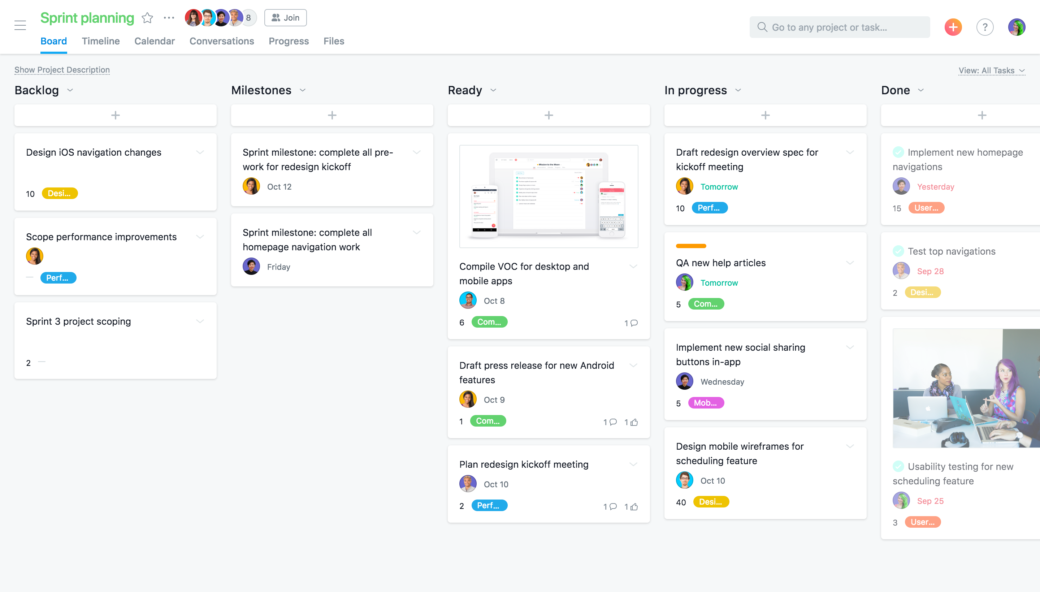 Sprint planning
8
Join
Go to any project or task...
?
Board
Timeline
Calendar
Conversations
Progress
Files
Show Project Description
View: All Tasks
Backlog
Design iOS navigation changes
10
Desi...
Scope performance improvements
Perf...
Sprint 3 project scoping
2
Milestones
Sprint milestone: complete all pre-
work for redesign kickoff
Oct 12
Sprint milestone: complete all
homepage navigation work
Friday
Ready
Compile VOC for desktop and
mobile apps
Oct 8
6
Com...
1
Draft press release for new Android
features
Oct 9
1
Com...
1
1
Plan redesign kickoff meeting
Oct 10
2
Perf...
1
1
In progress
Draft redesign overview spec for
kickoff meeting
Tomorrow
10
Perf...
QA new help articles
Tomorrow
5
Com...
Implement new social sharing
buttons in-app
Wednesday
5
Mob...
Design mobile wireframes for
scheduling feature
Oct 10
40
Desi...
Done
Implement new homepage
navigations
Yesterday
15
User...
Test top navigations
Sep 28
2
Desi...
Usability testing for new
scheduling feature
Sep 25
3
User...